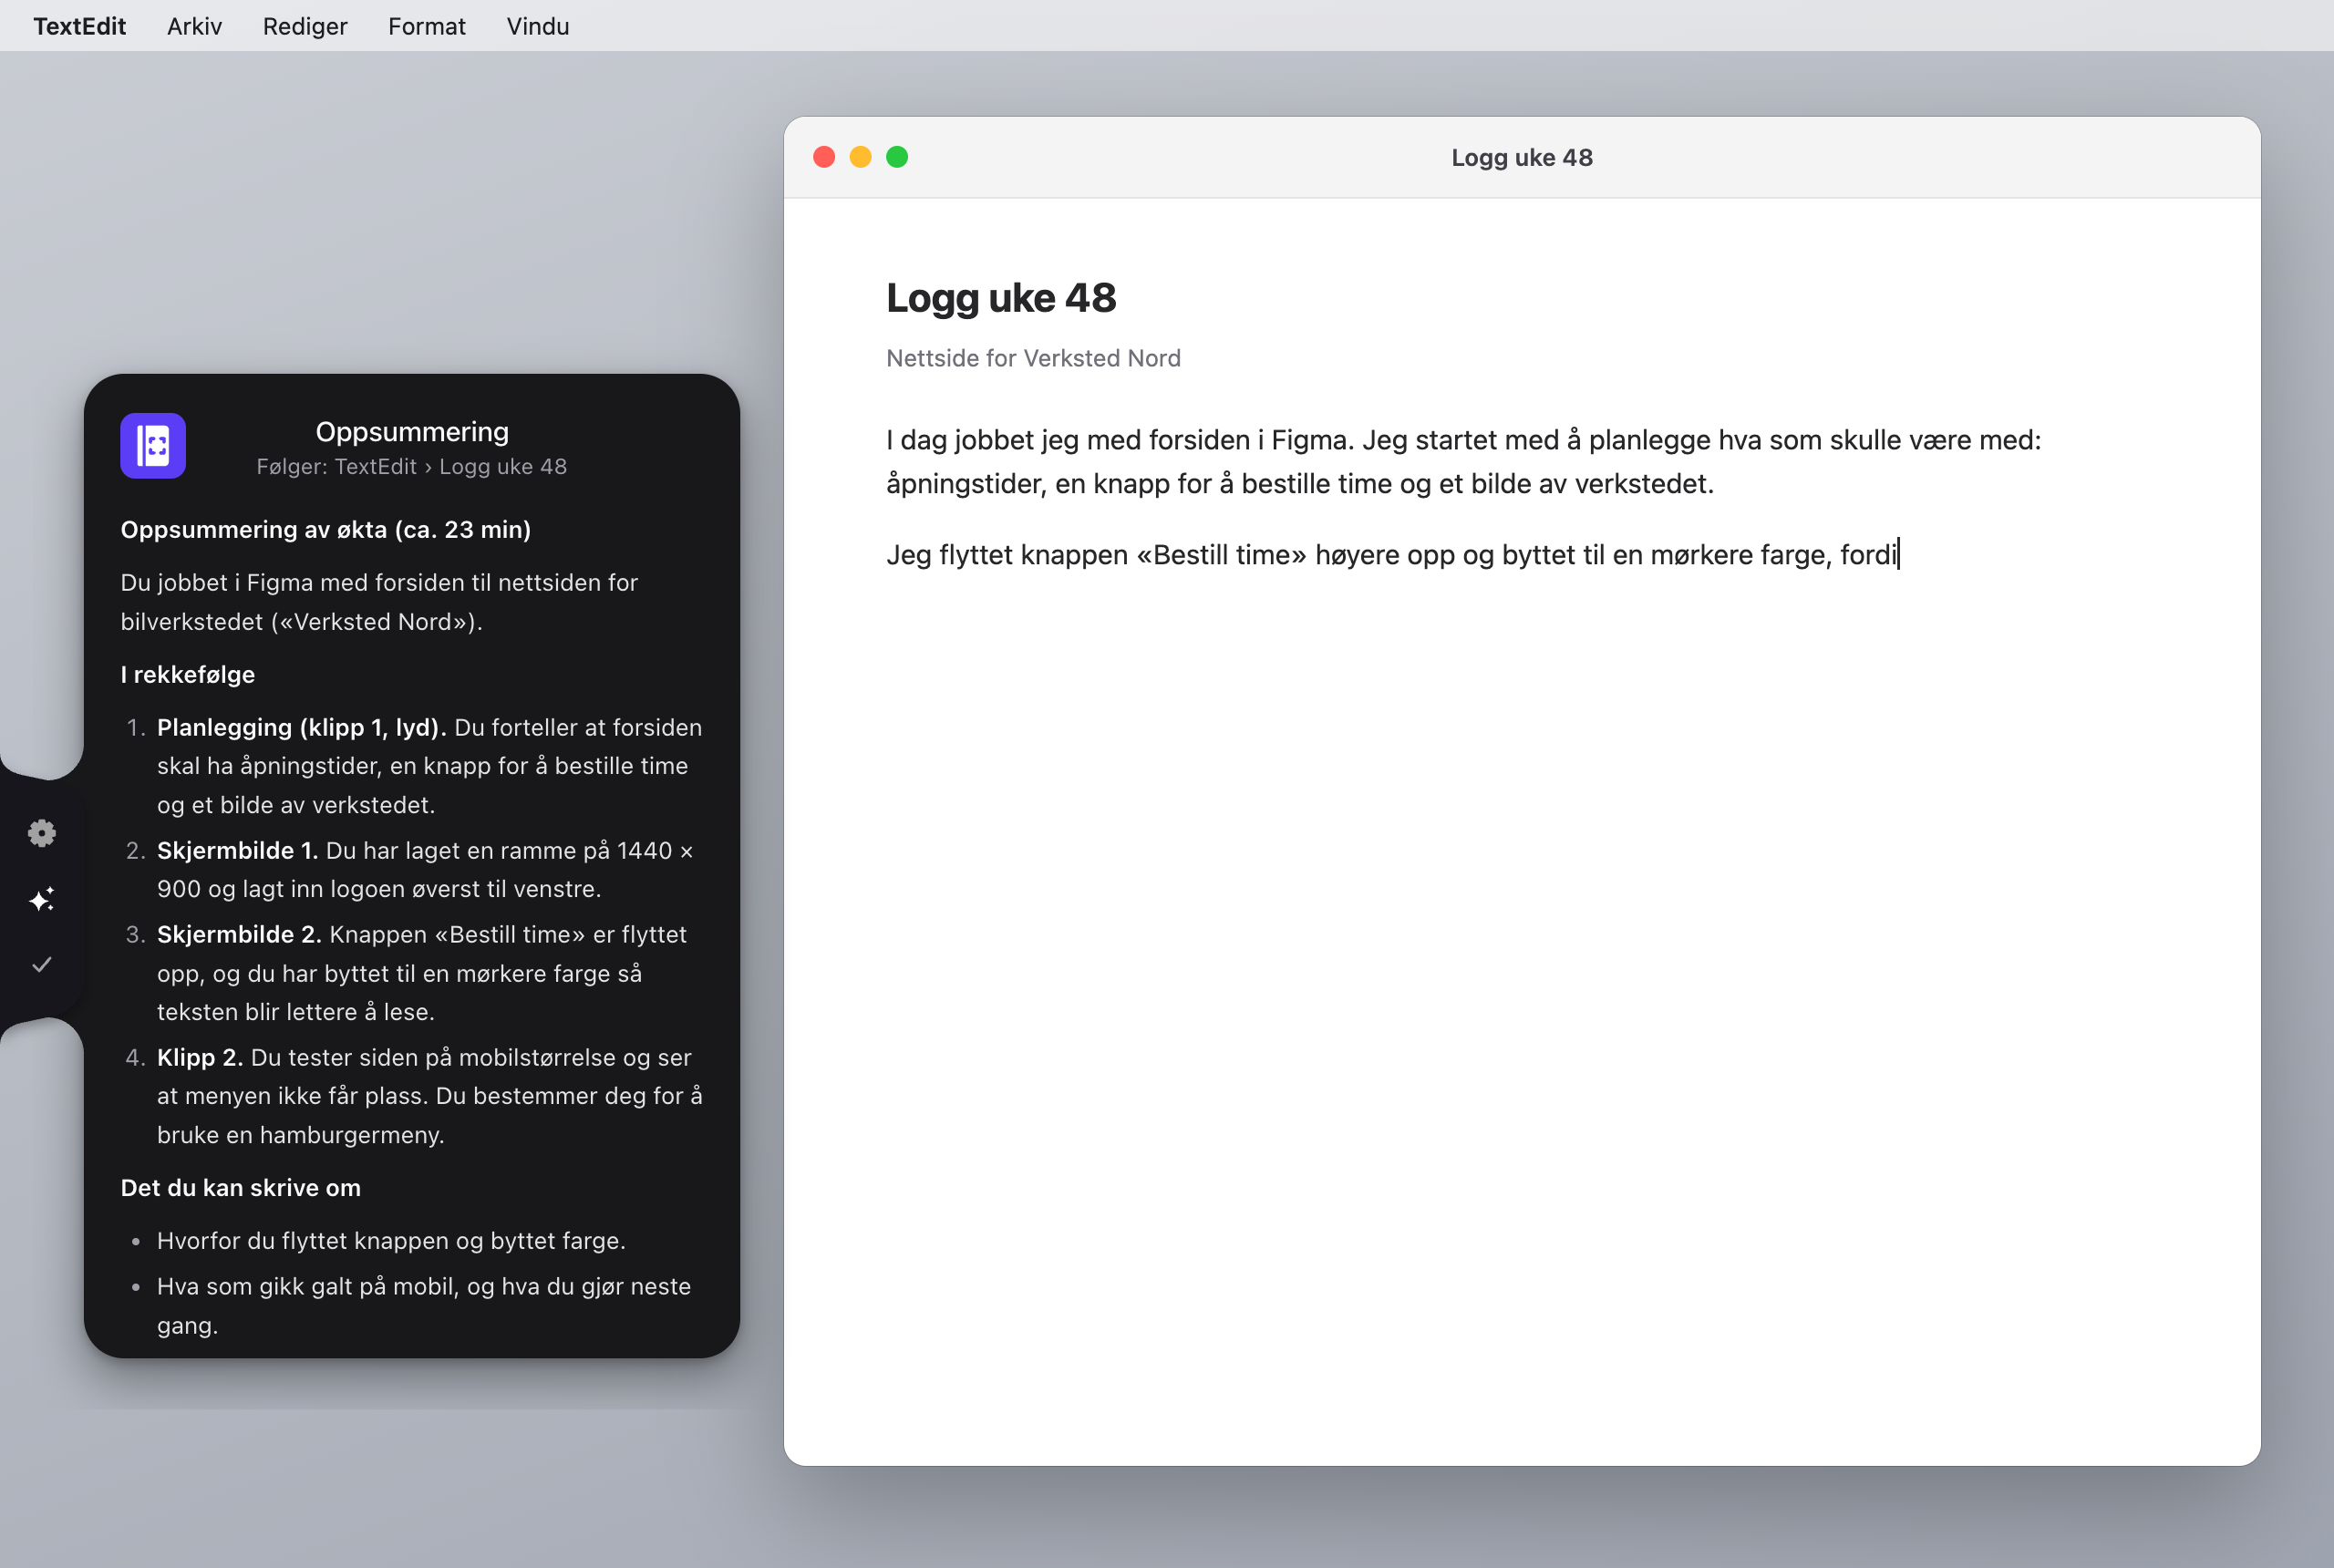 TextEdit Arkiv Rediger Format Vindu
Oppsummering
Følger: TextEdit › Logg uke 48
Oppsummering av økta (ca. 23 min)
Du jobbet i Figma med forsiden til nettsiden for
bilverkstedet («Verksted Nord»).
I rekkefølge
1. Planlegging (klipp 1, lyd). Du forteller at forsiden
skal ha åpningstider, en knapp for å bestille time
og et bilde av verkstedet.
2. Skjermbilde 1. Du har laget en ramme på 1440 ×
900 og lagt inn logoen øverst til venstre.
3. Skjermbilde 2. Knappen «Bestill time» er flyttet
opp, og du har byttet til en mørkere farge så
teksten blir lettere å lese.
4. Klipp 2. Du tester siden på mobilstørrelse og ser
at menyen ikke får plass. Du bestemmer deg for å
bruke en hamburgermeny.
Det du kan skrive om
• Hvorfor du flyttet knappen og byttet farge.
• Hva som gikk galt på mobil, og hva du gjør neste
gang.
Logg uke 48
Logg uke 48
Nettside for Verksted Nord
I dag jobbet jeg med forsiden i Figma. Jeg startet med å planlegge hva som skulle være med:
åpningstider, en knapp for å bestille time og et bilde av verkstedet.
Jeg flyttet knappen «Bestill time» høyere opp og byttet til en mørkere farge, fordi